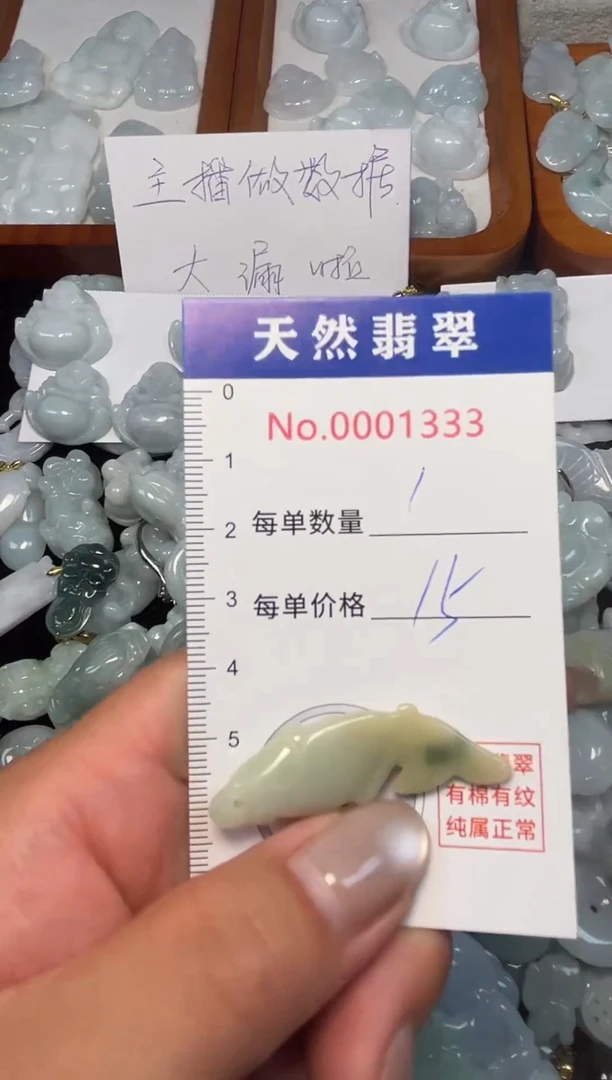 主播做数据
大漏啦
天然翡翠
No.0001333
每单数量 1
每单价格 15
0
1
2
3
4
5
翠
有棉有纹
纯属正常